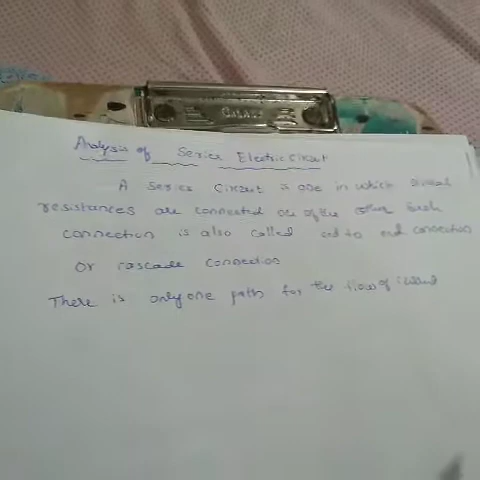 Analysis of Series Electric Circuit
A series circuit is one in which several
resistances are connected one after the other Such
connection is also called end to end connection
or cascade connection
There is only one path for the flow of current